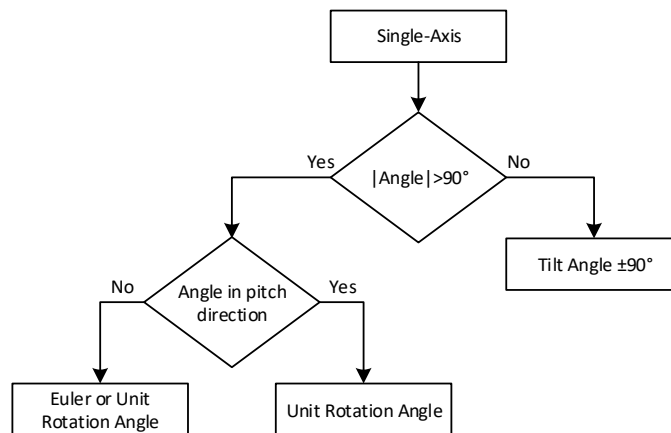 Single-Axis
Yes
|Angle|>90°
No
Tilt Angle ±90°
No
Angle in pitch
direction
Yes
Euler or Unit
Rotation Angle
Unit Rotation Angle